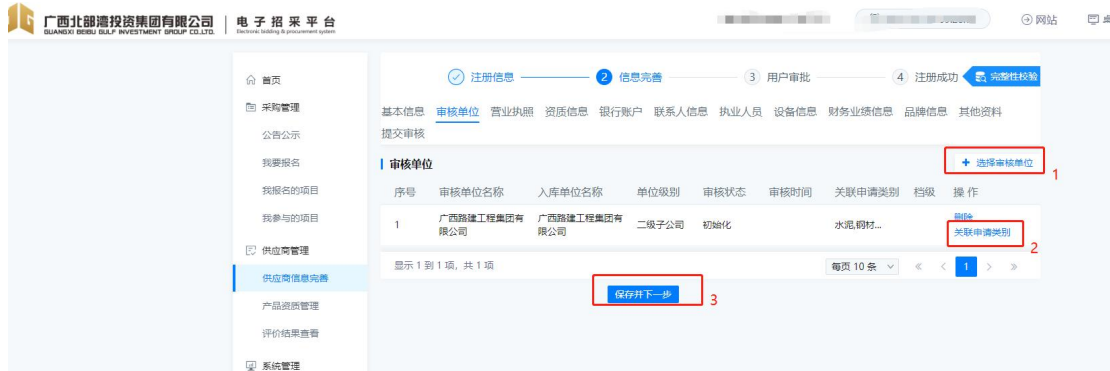 广西北部湾投资集团有限公司
GUANGXI BEIBU GULF INVESTMENT GROUP CO.,LTD.
电子招采平台
Electronic bidding & procurement system
网站
首页
采购管理
公告公示
我要报名
我报名的项目
我参与的项目
供应商管理
供应商信息完善
产品资质管理
评价结果查看
系统管理
注册信息
2 信息完善
3 用户审批
4 注册成功
完整性校验
基本信息 审核单位 营业执照 资质信息 银行账户 联系人信息 执业人员 设备信息 财务业绩信息 品牌信息 其他资料
提交审核
审核单位
+ 选择审核单位
1
序号 审核单位名称 入库单位名称 单位级别 审核状态 审核时间 关联申请类别 档级 操作
1 广西路建工程集团有限公司 广西路建工程集团有限公司 二级子公司 初始化 水泥,钢材... 删除
关联申请类别
2
显示 1 到 1 项，共 1 项
每页 10 条
« < 1 > »
保存并下一步
3